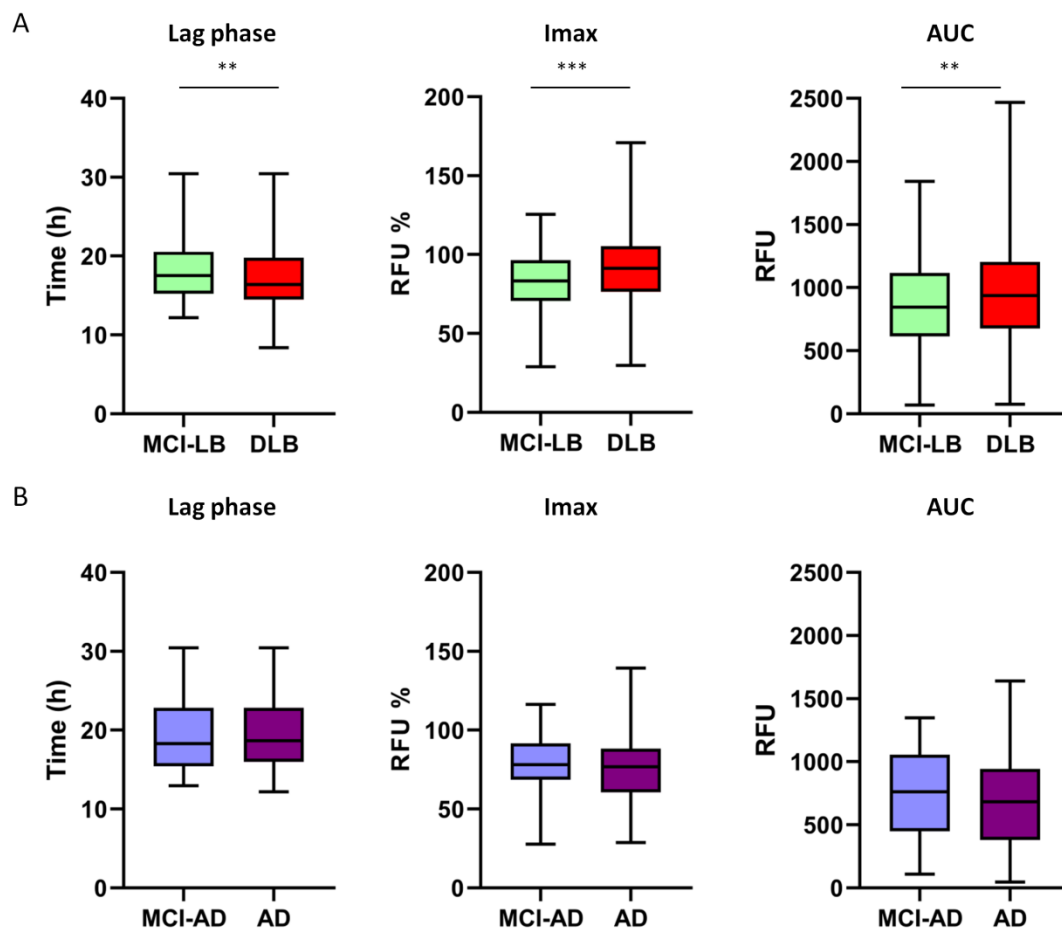 A
Lag phase
Imax
AUC
**
***
**
Time (h)
40
30
20
10
0
MCI-LB DLB
RFU %
200
150
100
50
0
MCI-LB DLB
RFU
2500
2000
1500
1000
500
0
MCI-LB DLB
B
Lag phase
Imax
AUC
Time (h)
40
30
20
10
0
MCI-AD AD
RFU %
200
150
100
50
0
MCI-AD AD
RFU
2500
2000
1500
1000
500
0
MCI-AD AD